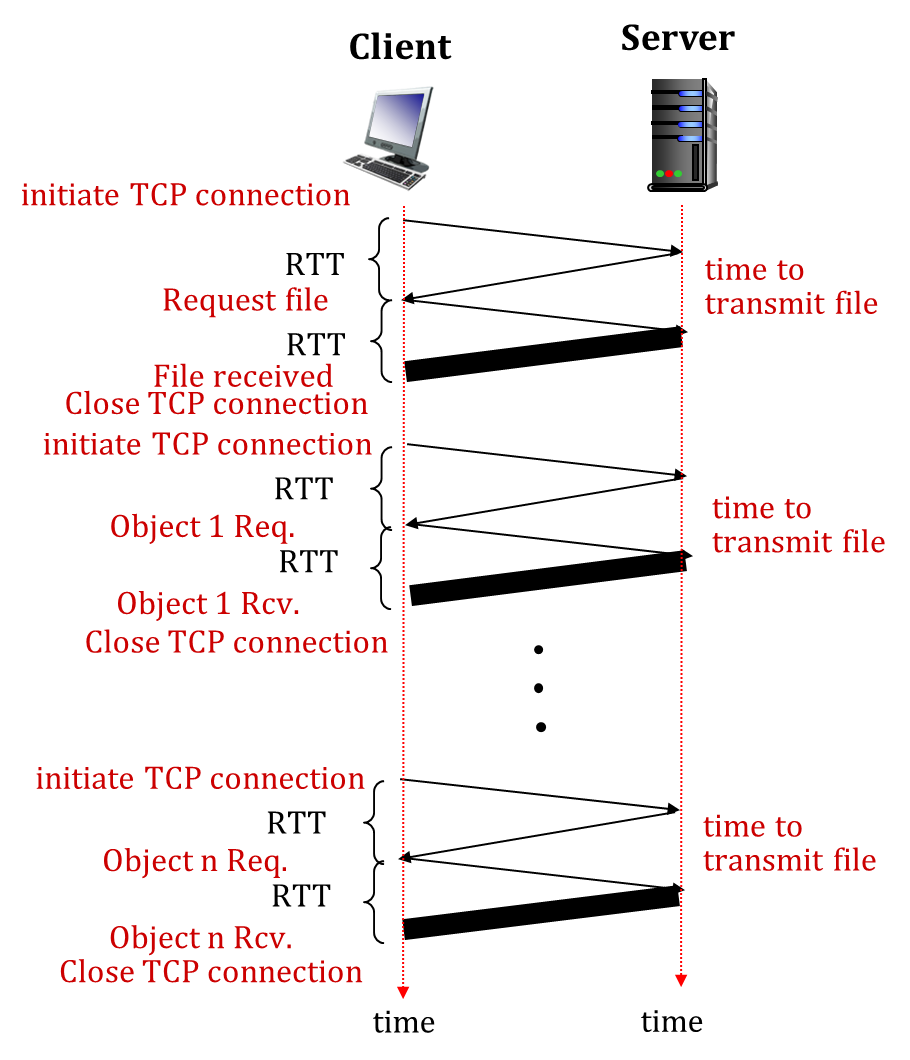 Client
Server
initiate TCP connection
RTT
time to
transmit file
Request file
RTT
File received
Close TCP connection
initiate TCP connection
RTT
time to
transmit file
Object 1 Req.
RTT
Object 1 Rcv.
Close TCP connection
initiate TCP connection
RTT
time to
transmit file
Object n Req.
RTT
Object n Rcv.
Close TCP connection
time
time